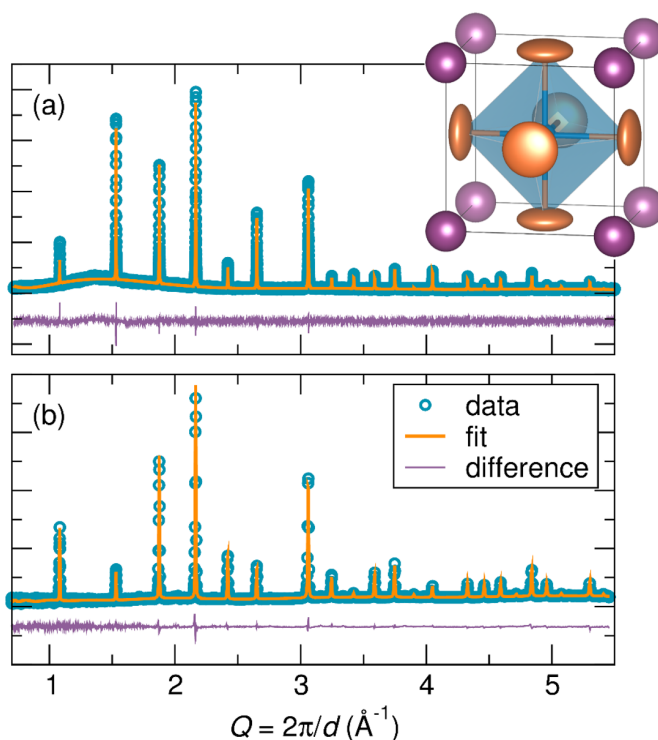 (a)
(b)
data
fit
difference
1
2
3
4
5
Q = 2π/d (Å⁻¹)